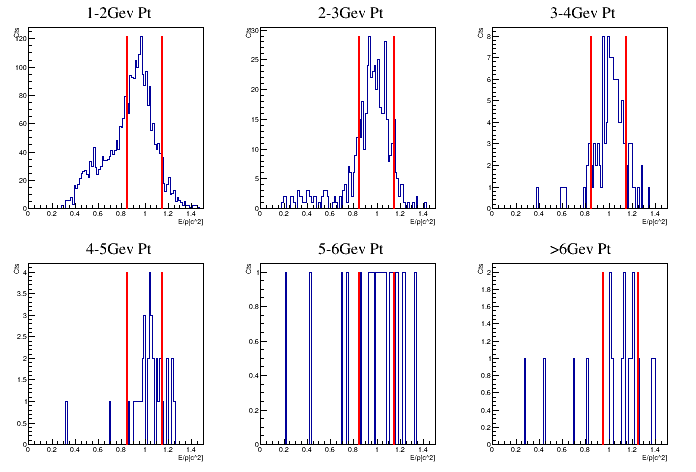 1-2Gev Pt
2-3Gev Pt
3-4Gev Pt
Cts
120
100
80
60
40
20
0
0 0.2 0.4 0.6 0.8 1 1.2 1.4
E/p[c^2]
Cts
30
25
20
15
10
5
0
0 0.2 0.4 0.6 0.8 1 1.2 1.4
E/p[c^2]
Cts
8
7
6
5
4
3
2
1
0 0.2 0.4 0.6 0.8 1 1.2 1.4
E/p[c^2]
4-5Gev Pt
5-6Gev Pt
>6Gev Pt
Cts
4
3.5
3
2.5
2
1.5
1
0.5
0
0 0.2 0.4 0.6 0.8 1 1.2 1.4
E/p[c^2]
Cts
1
0.8
0.6
0.4
0.2
0
0 0.2 0.4 0.6 0.8 1 1.2 1.4
E/p[c^2]
Cts
2
1.8
1.6
1.4
1.2
1
0.8
0.6
0.4
0.2
0
0 0.2 0.4 0.6 0.8 1 1.2 1.4
E/p[c^2]